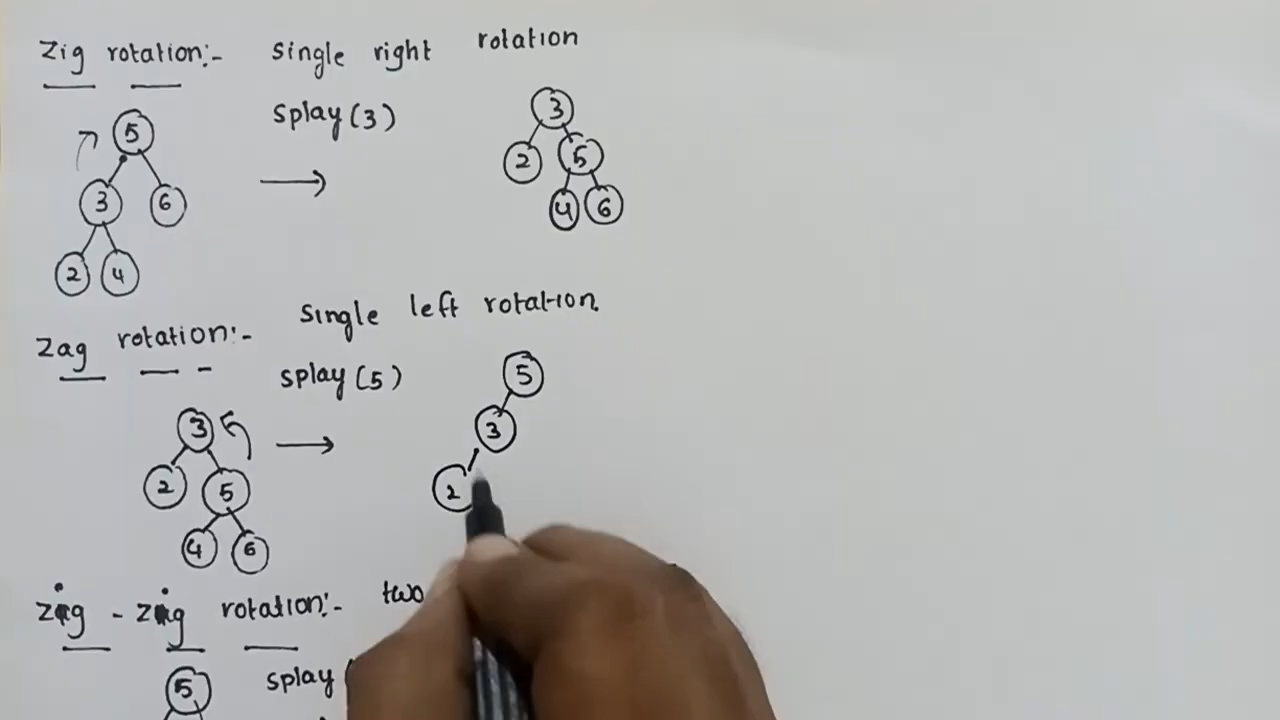 Zig rotation:- single right rotation
splay(3)
5
3 6
2 4
3
2 5
4 6
Zag rotation:- single left rotation.
splay(5)
3
2 5
4 6
5
3
2
Zig - Zig rotation:- two
splay
5